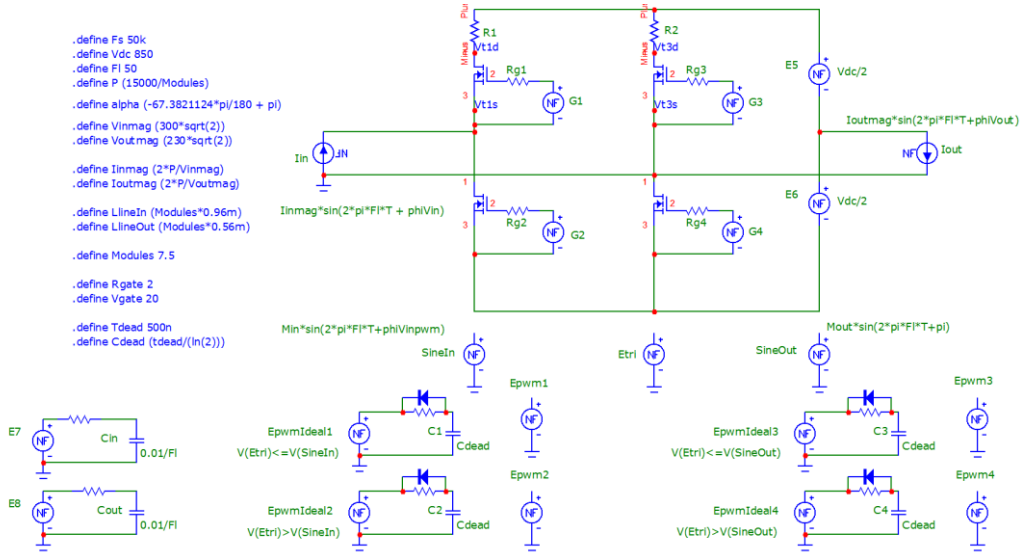 .define Fs 50k
.define Vdc 850
.define Fl 50
.define P (15000/Modules)
.define alpha (-67.3821124*pi/180 + pi)
.define Vinmag (300*sqrt(2))
.define Voutmag (230*sqrt(2))
.define Iinmag (2*P/Vinmag)
.define Ioutmag (2*P/Voutmag)
.define LlineIn (Modules*0.96m)
.define LlineOut (Modules*0.56m)
.define Modules 7.5
.define Rgate 2
.define Vgate 20
.define Tdead 500n
.define Cdead (tdead/(ln(2)))
Plus
R1
Minus
Vt1d
2
Rg1
3
Vt1s
NF
G1
Plus
R2
Minus
Vt3d
2
Rg3
3
Vt3s
NF
G3
E5
NF
Vdc/2
Ioutmag*sin(2*pi*Fl*T+phiVout)
Iin
NF
NF
Iout
Iinmag*sin(2*pi*Fl*T + phiVin)
1
2
3
Rg2
NF
G2
1
2
3
Rg4
NF
G4
E6
NF
Vdc/2
Min*sin(2*pi*Fl*T+phiVinpwm)
SineIn
NF
Etri
NF
Mout*sin(2*pi*Fl*T+pi)
SineOut
NF
E7
NF
Cin
0.01/Fl
EpwmIdeal1
NF
V(Etri)<=V(SineIn)
C1
Cdead
Epwm1
NF
EpwmIdeal3
NF
V(Etri)<=V(SineOut)
C3
Cdead
Epwm3
NF
E8
NF
Cout
0.01/Fl
EpwmIdeal2
NF
V(Etri)>V(SineIn)
C2
Cdead
Epwm2
NF
EpwmIdeal4
NF
V(Etri)>V(SineOut)
C4
Cdead
Epwm4
NF